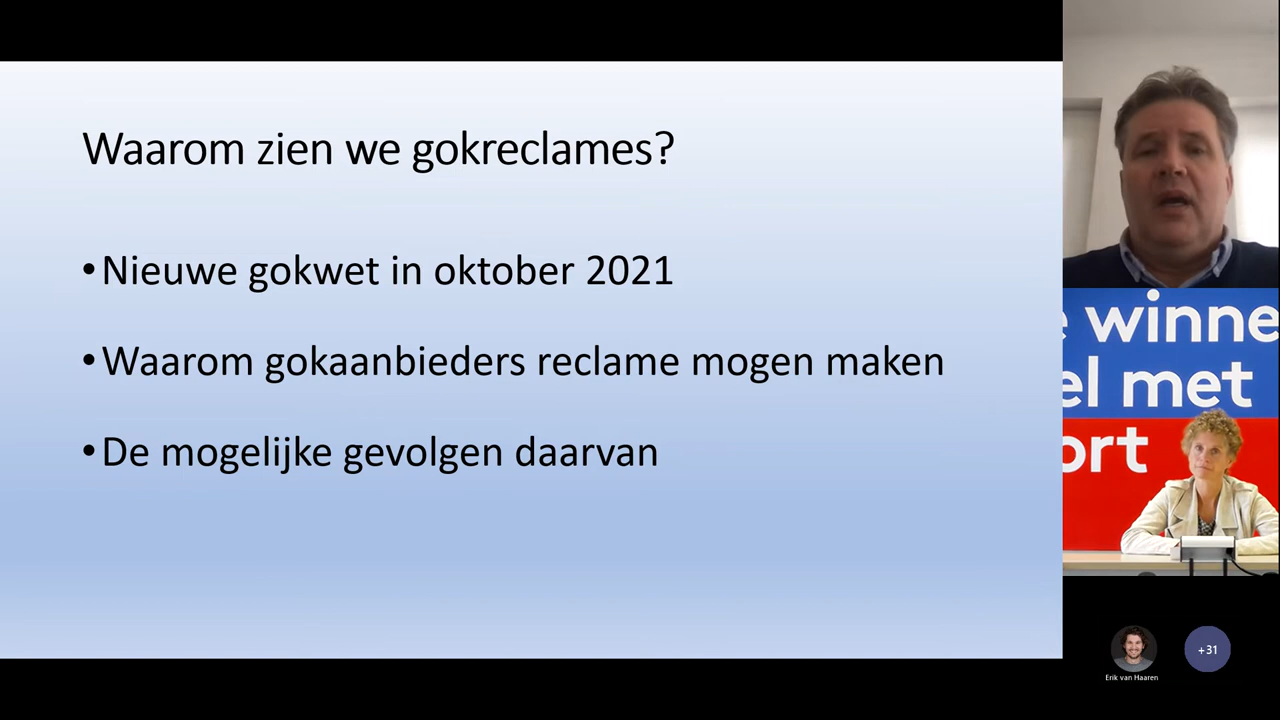 Waarom zien we gokreclames?
•Nieuwe gokwet in oktober 2021
•Waarom gokaanbieders reclame mogen maken
•De mogelijke gevolgen daarvan
e winne
el met
ort
Erik van Haaren
+31